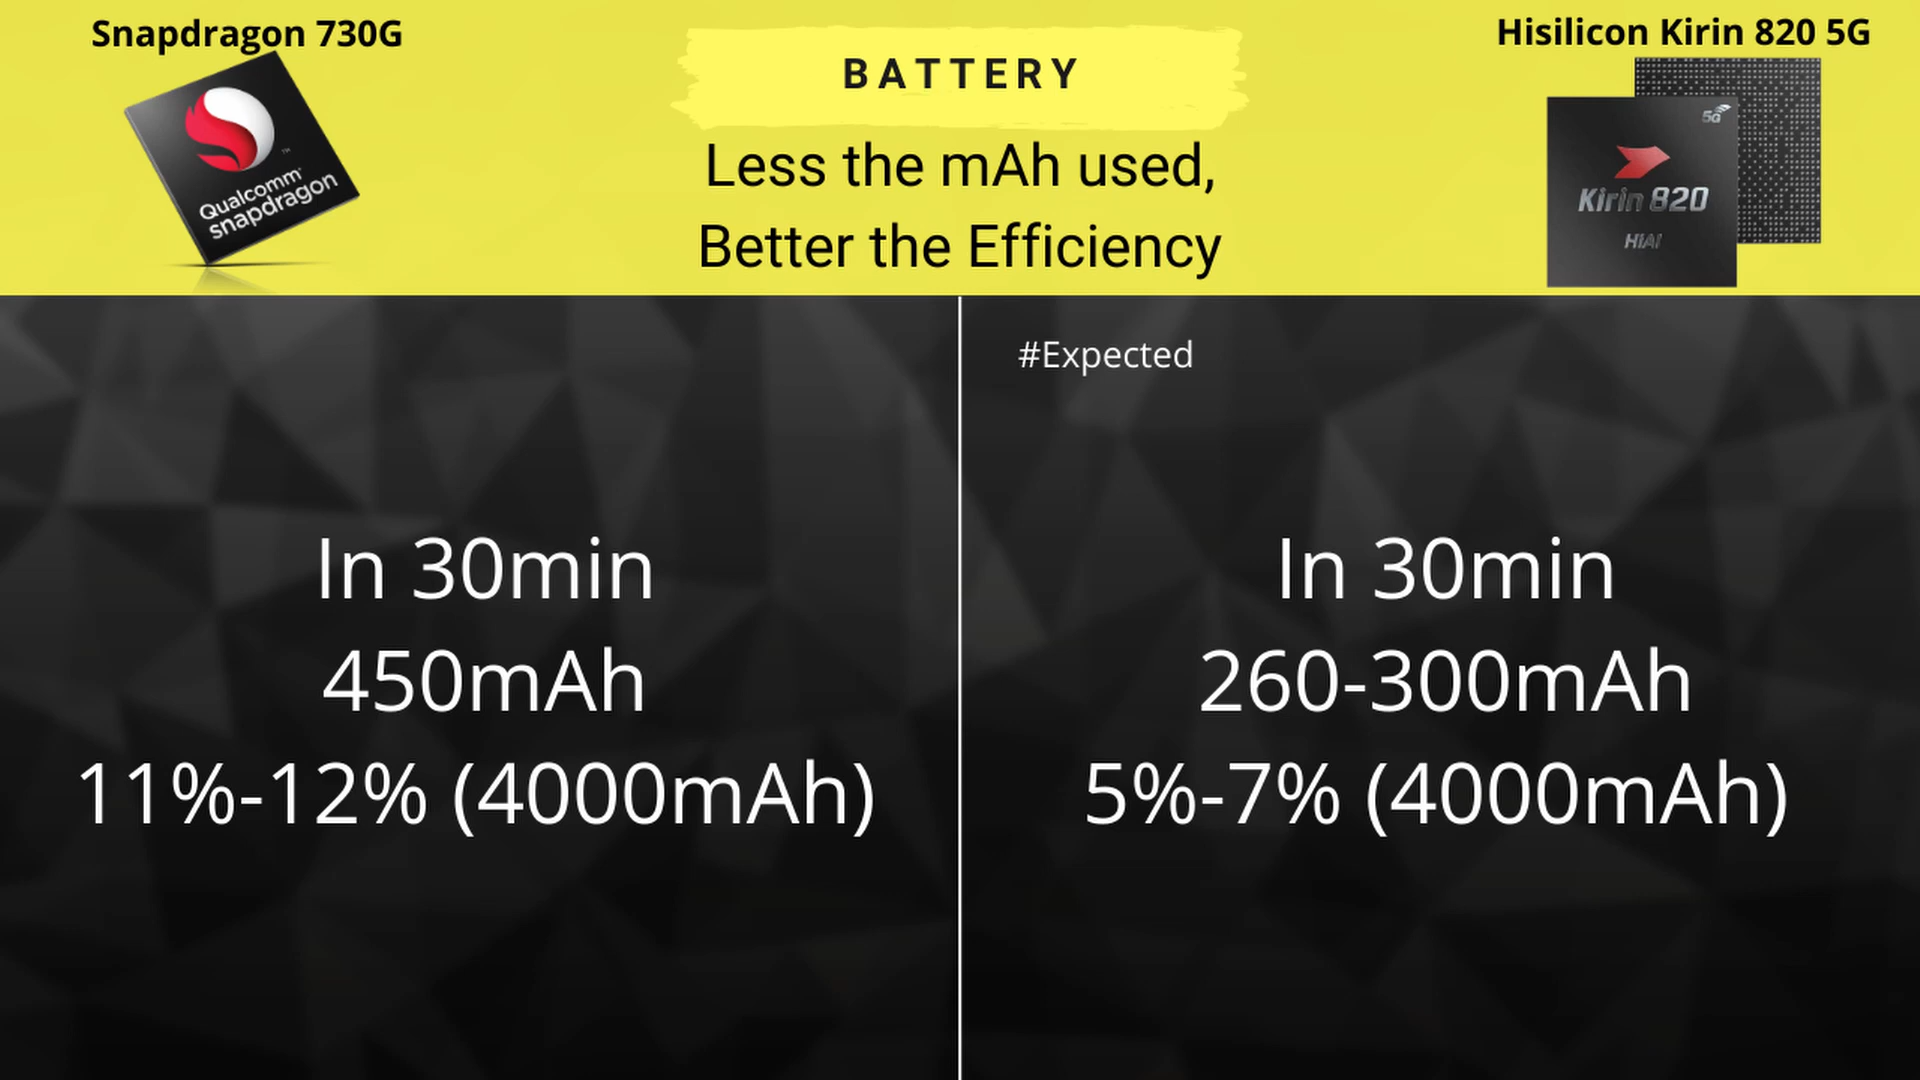 Snapdragon 730G
Qualcomm
snapdragon
BATTERY
Less the mAh used,
Better the Efficiency
Hisilicon Kirin 820 5G
5G
Kirin 820
HiAI
In 30min
450mAh
11%-12% (4000mAh)
#Expected
In 30min
260-300mAh
5%-7% (4000mAh)